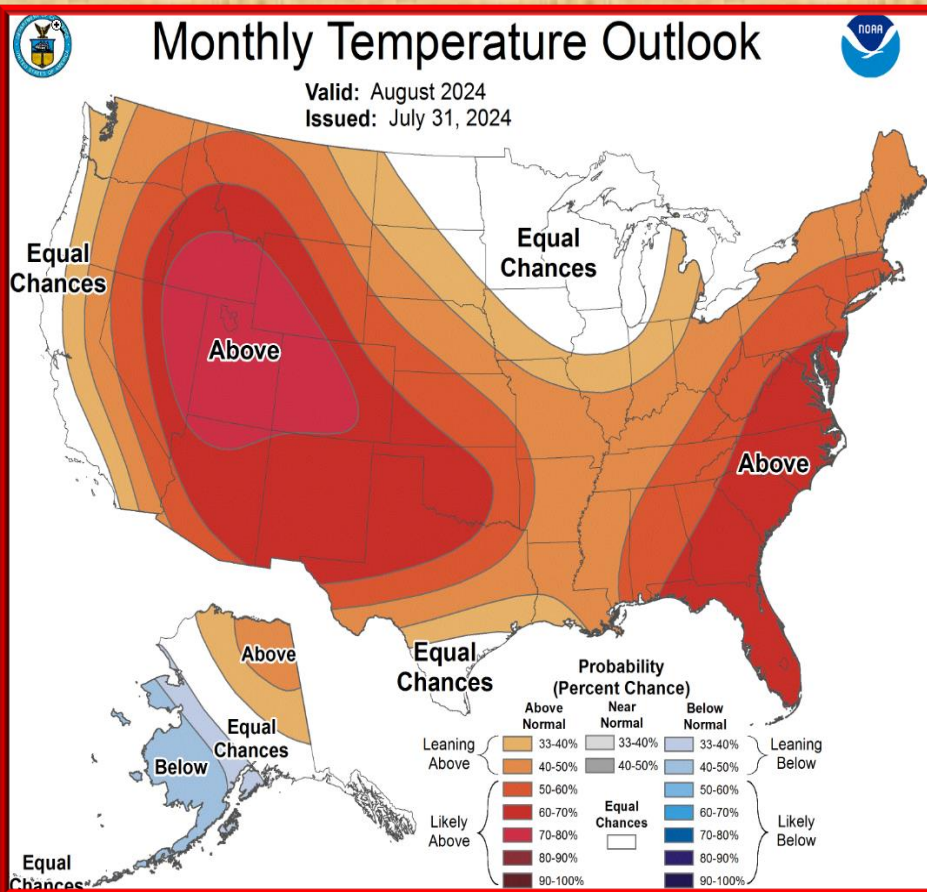 NOAA
Monthly Temperature Outlook
Valid: August 2024
Issued: July 31, 2024
Equal
Chances
Above
Equal
Chances
Above
Equal
Chances
Above
Equal
Chances
Below
Equal
Chances
Probability
(Percent Chance)
Above
Normal
Near
Normal
Below
Normal
Leaning
Above
33-40%
40-50%
33-40%
40-50%
33-40%
40-50%
Leaning
Below
Likely
Above
50-60%
60-70%
70-80%
80-90%
90-100%
Equal
Chances
50-60%
60-70%
70-80%
80-90%
90-100%
Likely
Below